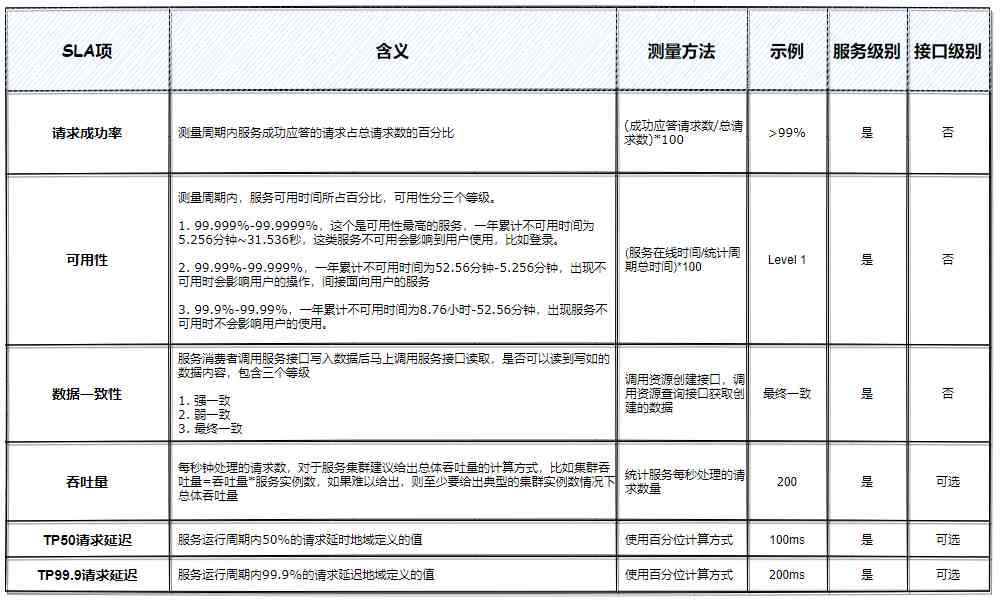 SLA项 含义 测量方法 示例 服务级别 接口级别
请求成功率 测量周期内服务成功应答的请求占总请求数的百分比 (成功应答请求数/总请
求数)*100 >99% 是 否
可用性
测量周期内，服务可用时间所占百分比，可用性分三个等级。
1. 99.999%-99.9999%，这个是可用性最高的服务，一年累计不可用时间为
5.256分钟~31.536秒，这类服务不可用会影响到用户使用，比如登录。
2. 99.99%-99.999%，一年累计不可用时间为52.56分钟-5.256分钟，出现不
可用时会影响用户的操作，间接面向用户的服务
3. 99.9%-99.99%，一年累计不可用时间为8.76小时-52.56分钟，出现服务不
可用时不会影响用户的使用。
(服务在线时间/统计周
期总时间)*100
Level 1 是 否
数据一致性
服务消费者调用服务接口写入数据后马上调用服务接口读取，是否可以读到写如的
数据内容，包含三个等级
1. 强一致
2. 弱一致
3. 最终一致
调用资源创建接口，调
用资源查询接口获取创
建的数据
最终一致 是 否
吞吐量
每秒钟处理的请求数，对于服务集群建议给出总体吞吐量的计算方式，比如集群吞
吐量=吞吐量*服务实例数，如果难以给出，则至少要给出典型的集群实例数情况下
总体吞吐量
统计服务每秒处理的请
求数量
200 是 可选
TP50请求延迟 服务运行周期内50%的请求延时地域定义的值 使用百分位计算方式 100ms 是 可选
TP99.9请求延迟 服务运行周期内99.9%的请求延迟地域定义的值 使用百分位计算方式 200ms 是 可选